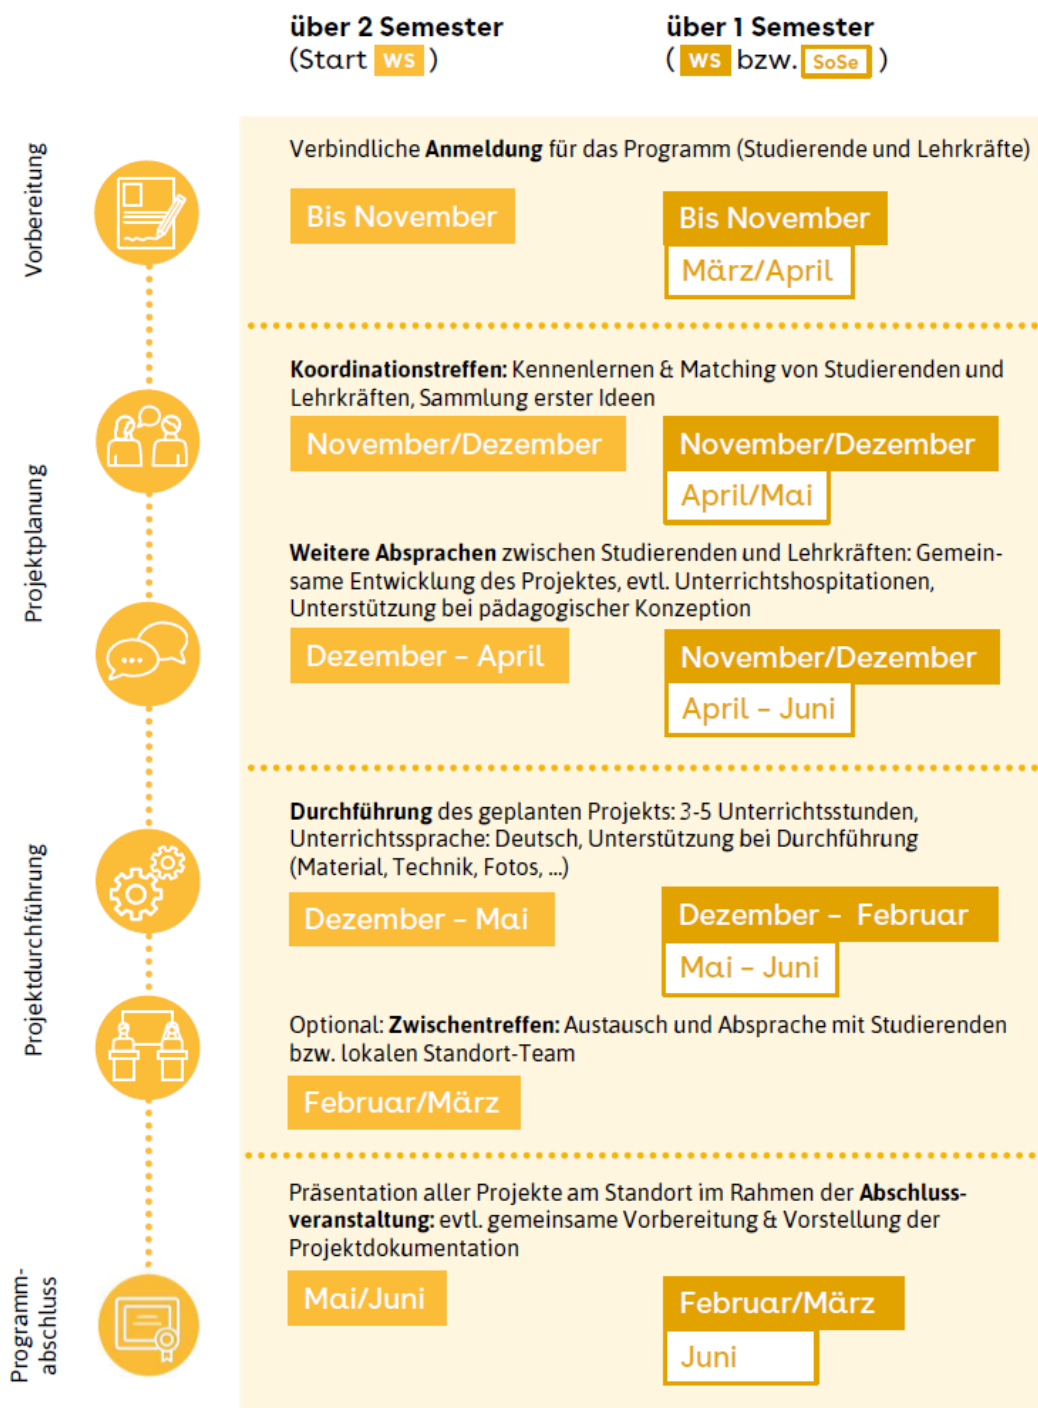 über 2 Semester
(Start WS )
über 1 Semester
( WS bzw. SoSe )
Vorbereitung
Verbindliche Anmeldung für das Programm (Studierende und Lehrkräfte)
Bis November
Bis November
März/April
Projektplanung
Koordinationstreffen: Kennenlernen & Matching von Studierenden und
Lehrkräften, Sammlung erster Ideen
November/Dezember
November/Dezember
April/Mai
Weitere Absprachen zwischen Studierenden und Lehrkräften: Gemein-
same Entwicklung des Projektes, evtl. Unterrichtshospitationen,
Unterstützung bei pädagogischer Konzeption
Dezember – April
November/Dezember
April – Juni
Projektdurchführung
Durchführung des geplanten Projekts: 3-5 Unterrichtsstunden,
Unterrichtssprache: Deutsch, Unterstützung bei Durchführung
(Material, Technik, Fotos, ...)
Dezember – Mai
Dezember – Februar
Mai – Juni
Optional: Zwischentreffen: Austausch und Absprache mit Studierenden
bzw. lokalen Standort-Team
Februar/März
Programm-
abschluss
Präsentation aller Projekte am Standort im Rahmen der Abschluss-
veranstaltung: evtl. gemeinsame Vorbereitung & Vorstellung der
Projektdokumentation
Mai/Juni
Februar/März
Juni